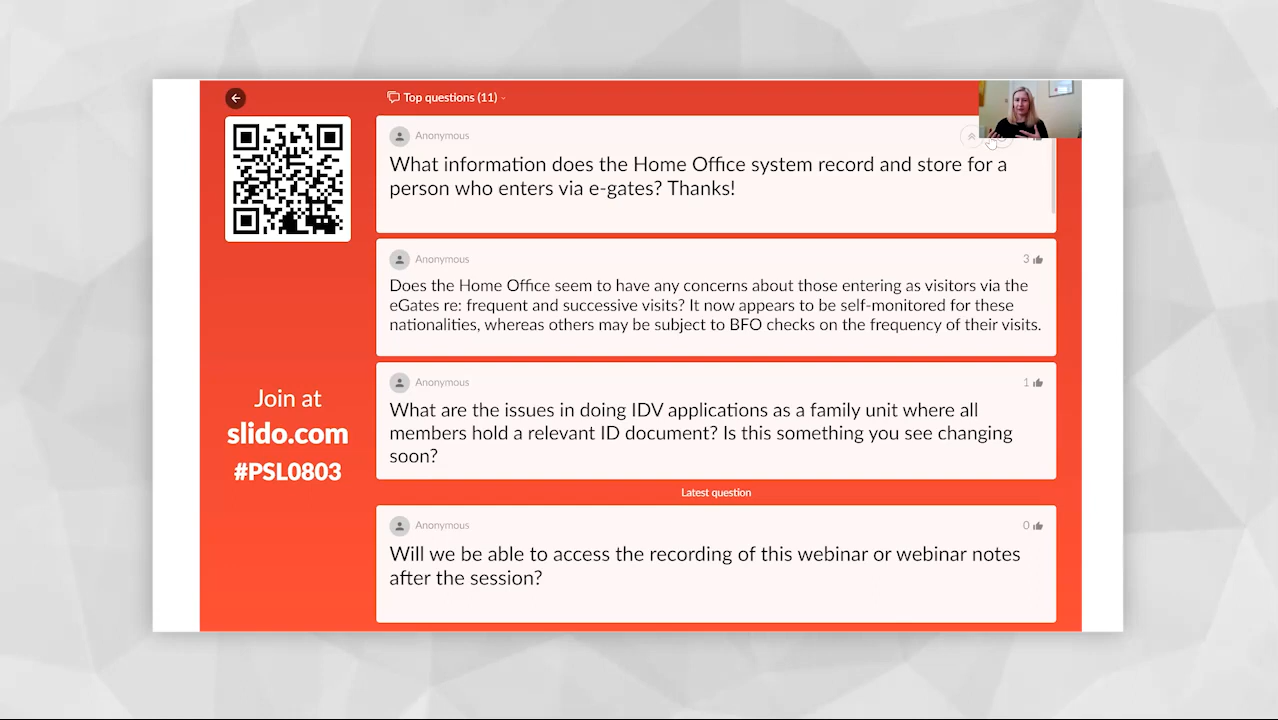 Top questions (11)
Anonymous
What information does the Home Office system record and store for a
person who enters via e-gates? Thanks!
Anonymous
3
Does the Home Office seem to have any concerns about those entering as visitors via the
eGates re: frequent and successive visits? It now appears to be self-monitored for these
nationalities, whereas others may be subject to BFO checks on the frequency of their visits.
Anonymous
1
What are the issues in doing IDV applications as a family unit where all
members hold a relevant ID document? Is this something you see changing
soon?
Latest question
Anonymous
0
Will we be able to access the recording of this webinar or webinar notes
after the session?
Join at
slido.com
#PSL0803